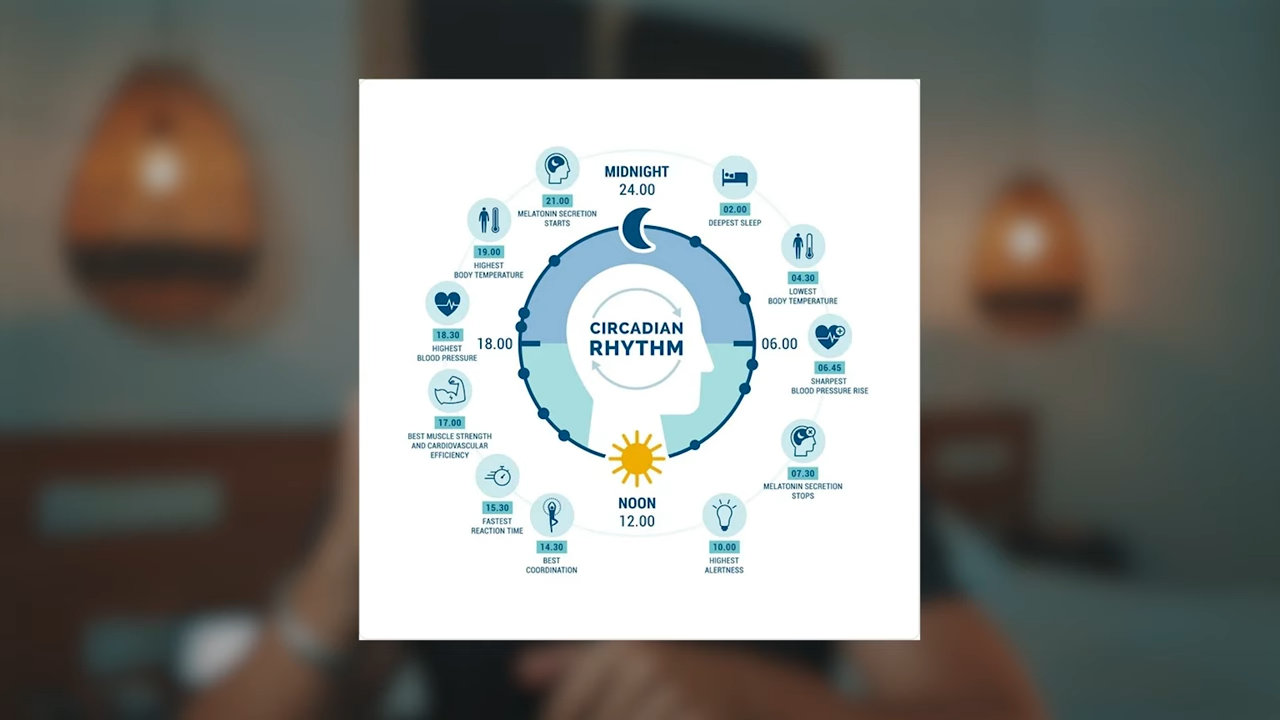 MIDNIGHT
24.00
02.00
DEEPEST SLEEP
04.30
LOWEST
BODY TEMPERATURE
06.00
06.45
SHARPEST
BLOOD PRESSURE RISE
07.30
MELATONIN SECRETION
STOPS
10.00
HIGHEST
ALERTNESS
NOON
12.00
14.30
BEST
COORDINATION
15.30
FASTEST
REACTION TIME
17.00
BEST MUSCLE STRENGTH
AND CARDIOVASCULAR
EFFICIENCY
18.00
18.30
HIGHEST
BLOOD PRESSURE
19.00
HIGHEST
BODY TEMPERATURE
21.00
MELATONIN SECRETION
STARTS
CIRCADIAN
RHYTHM